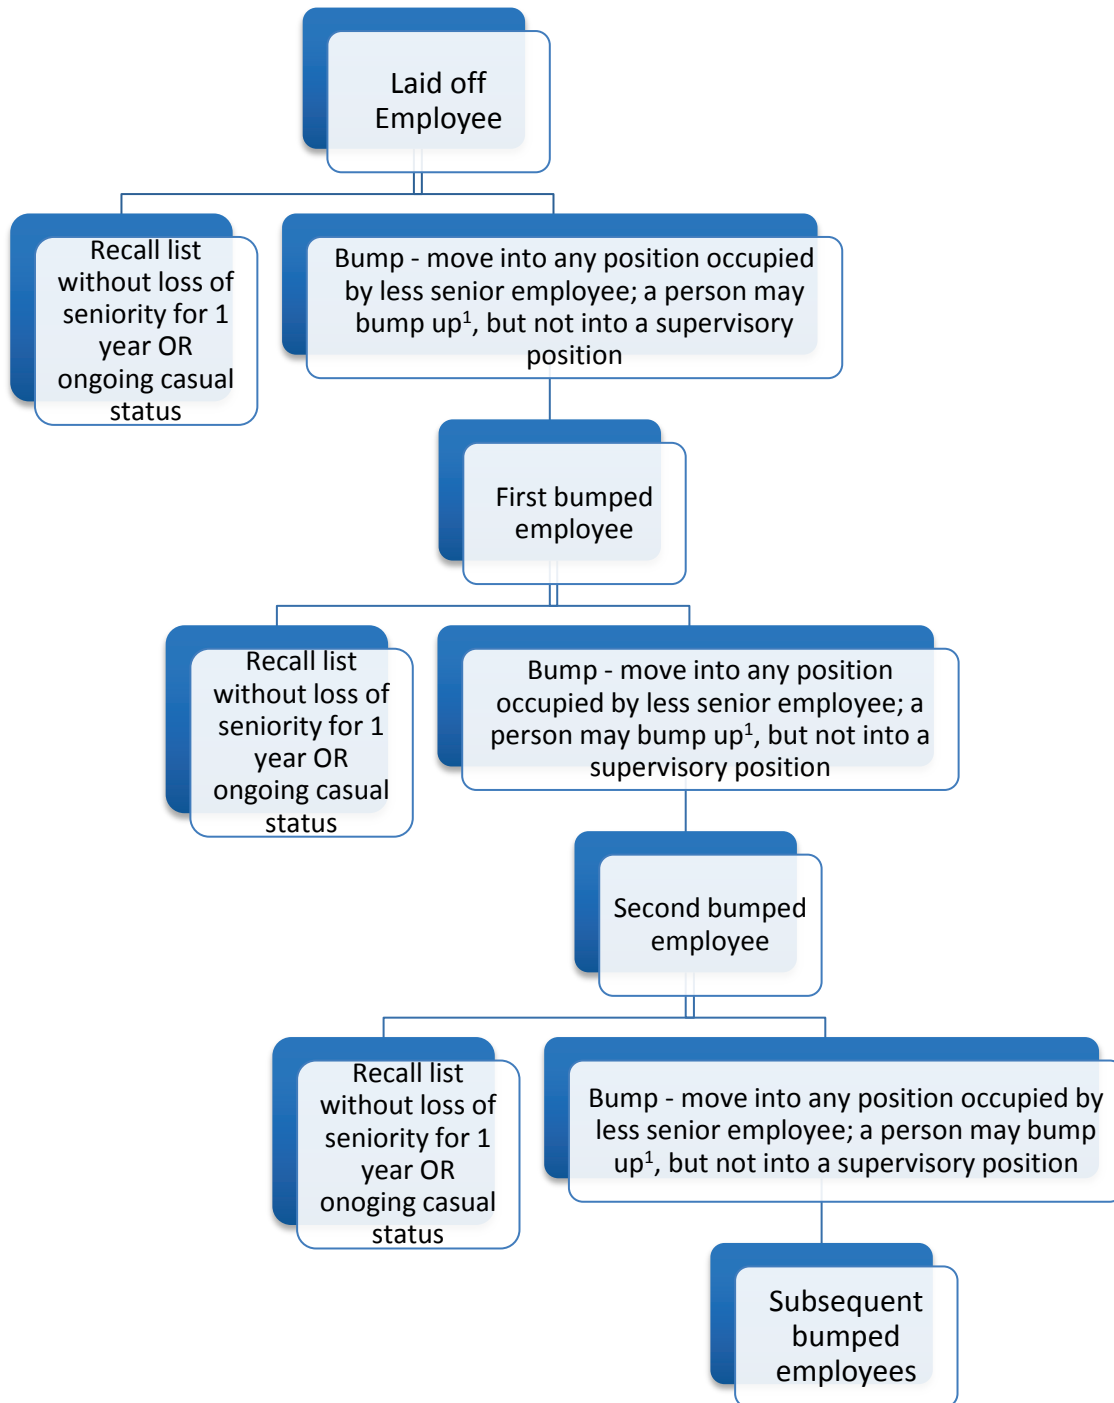 Laid off
Employee
Recall list
without loss of
seniority for 1
year OR
ongoing casual
status
Bump - move into any position occupied
by less senior employee; a person may
bump up¹, but not into a supervisory
position
First bumped
employee
Recall list
without loss of
seniority for 1
year OR
ongoing casual
status
Bump - move into any position
occupied by less senior employee; a
person may bump up¹, but not into a
supervisory position
Second bumped
employee
Recall list
without loss of
seniority for 1
year OR
onoging casual
status
Bump - move into any position occupied by
less senior employee; a person may bump
up¹, but not into a supervisory position
Subsequent
bumped
employees